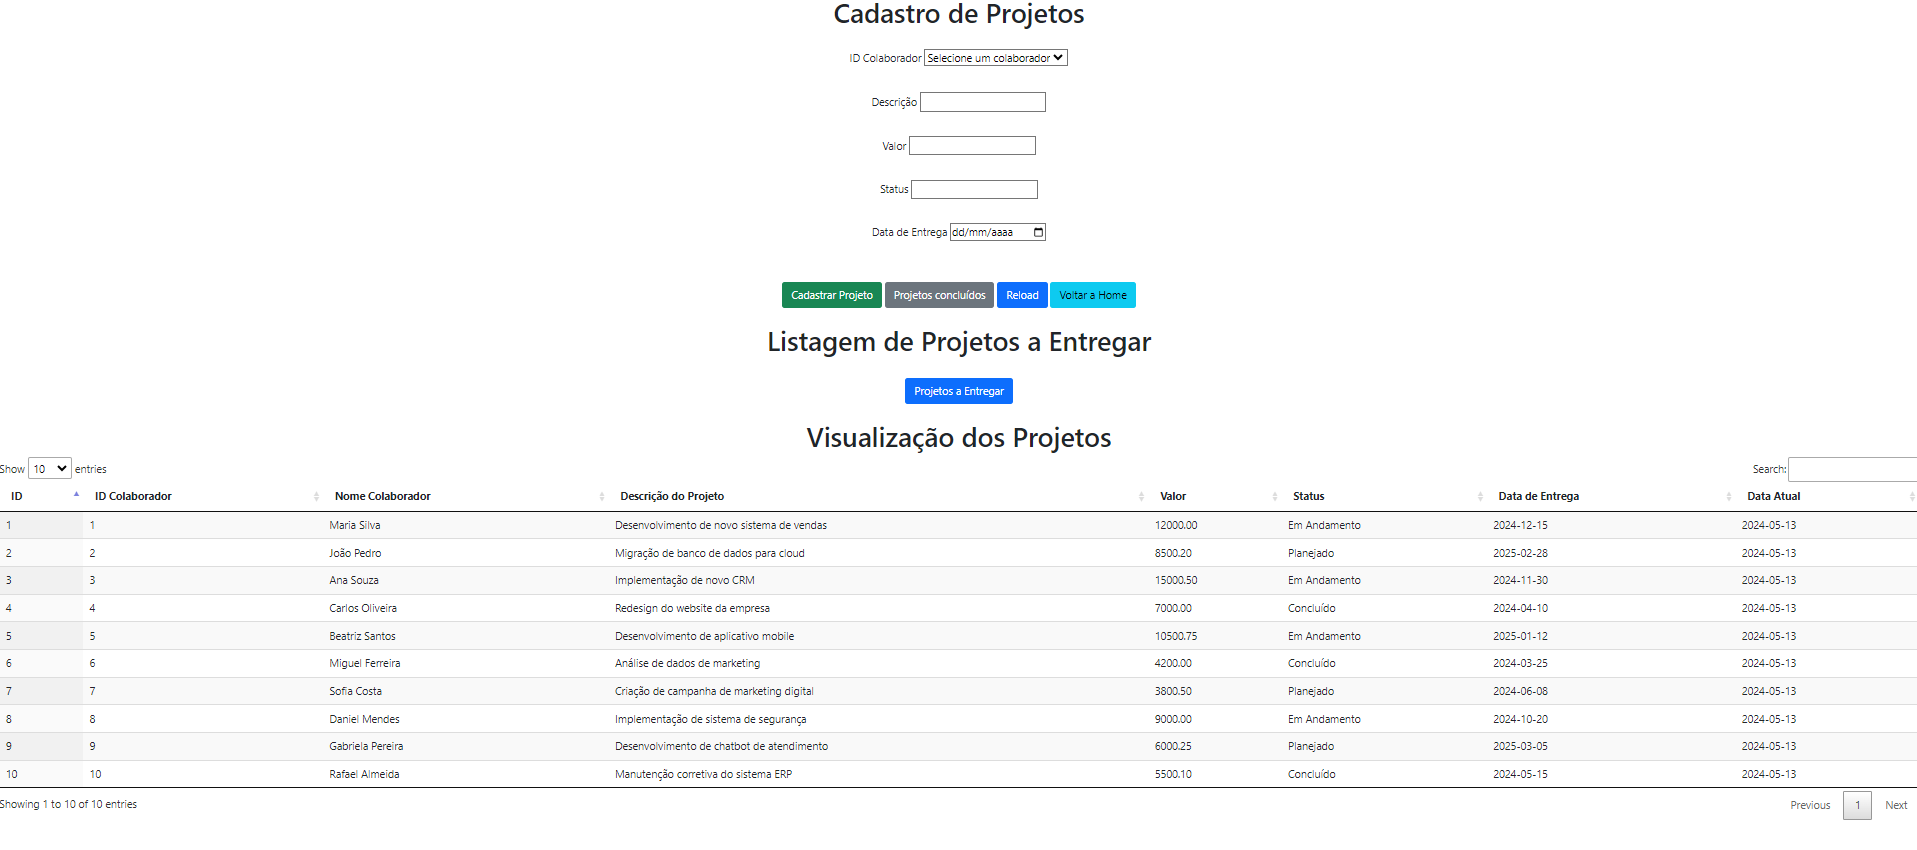 Cadastro de Projetos
ID Colaborador Selecione um colaborador
Descrição
Valor
Status
Data de Entrega dd/mm/aaaa
Cadastrar Projeto Projetos concluídos Reload Voltar a Home
Listagem de Projetos a Entregar
Projetos a Entregar
Visualização dos Projetos
Show 10 entries Search:
ID ID Colaborador Nome Colaborador Descrição do Projeto Valor Status Data de Entrega Data Atual
1 1 Maria Silva Desenvolvimento de novo sistema de vendas 12000.00 Em Andamento 2024-12-15 2024-05-13
2 2 João Pedro Migração de banco de dados para cloud 8500.20 Planejado 2025-02-28 2024-05-13
3 3 Ana Souza Implementação de novo CRM 15000.50 Em Andamento 2024-11-30 2024-05-13
4 4 Carlos Oliveira Redesign do website da empresa 7000.00 Concluído 2024-04-10 2024-05-13
5 5 Beatriz Santos Desenvolvimento de aplicativo mobile 10500.75 Em Andamento 2025-01-12 2024-05-13
6 6 Miguel Ferreira Análise de dados de marketing 4200.00 Concluído 2024-03-25 2024-05-13
7 7 Sofia Costa Criação de campanha de marketing digital 3800.50 Planejado 2024-06-08 2024-05-13
8 8 Daniel Mendes Implementação de sistema de segurança 9000.00 Em Andamento 2024-10-20 2024-05-13
9 9 Gabriela Pereira Desenvolvimento de chatbot de atendimento 6000.25 Planejado 2025-03-05 2024-05-13
10 10 Rafael Almeida Manutenção corretiva do sistema ERP 5500.10 Concluído 2024-05-15 2024-05-13
Showing 1 to 10 of 10 entries Previous 1 Next